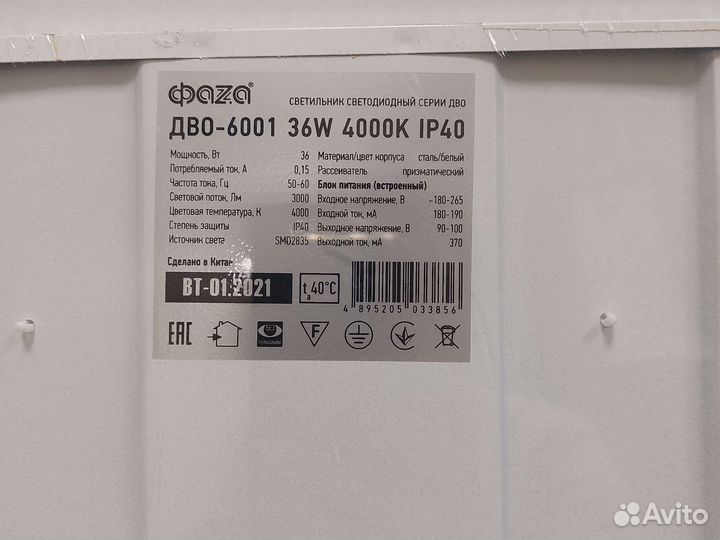 фаzа®
СВЕТИЛЬНИК СВЕТОДИОДНЫЙ СЕРИИ ДВО
ДВО-6001 36W 4000K IP40
Мощность, Вт 36
Потребляемый ток, А 0,15
Частота тока, Гц 50-60
Световой поток, Лм 3000
Цветовая температура, К 4000
Степень защиты IP40
Источник света SMD2835
Материал/цвет корпуса сталь/белый
Рассеиватель призматический
Блок питания (встроенный)
Входное напряжение, В ~180-265
Входной ток, мА 180-190
Выходное напряжение, В 90-100
Выходной ток, мА 370
Сделано в Китае
BT-01.2021
ta 40°C
4 895205 033856
EAC
БЕЗ
пульсации
F
Avito